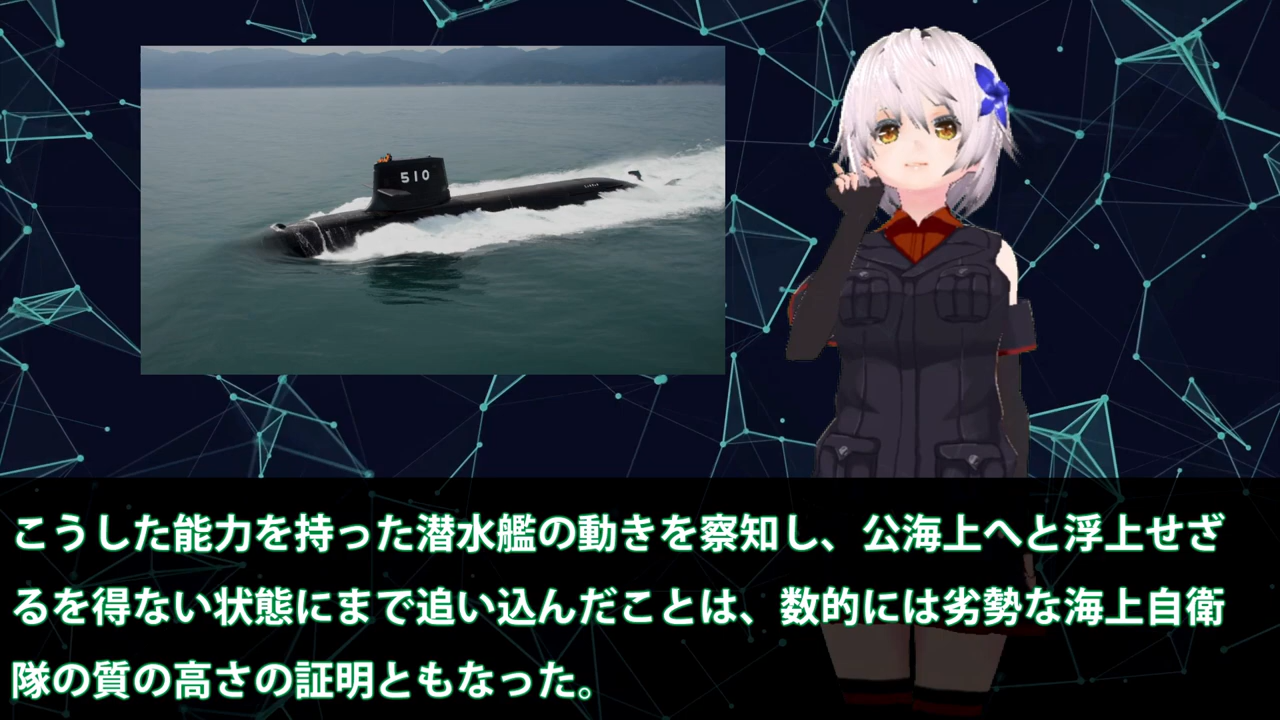 510
こうした能力を持った潜水艦の動きを察知し、公海上へと浮上せざ
るを得ない状態にまで追い込んだことは、数的には劣勢な海上自衛
隊の質の高さの証明ともなった。